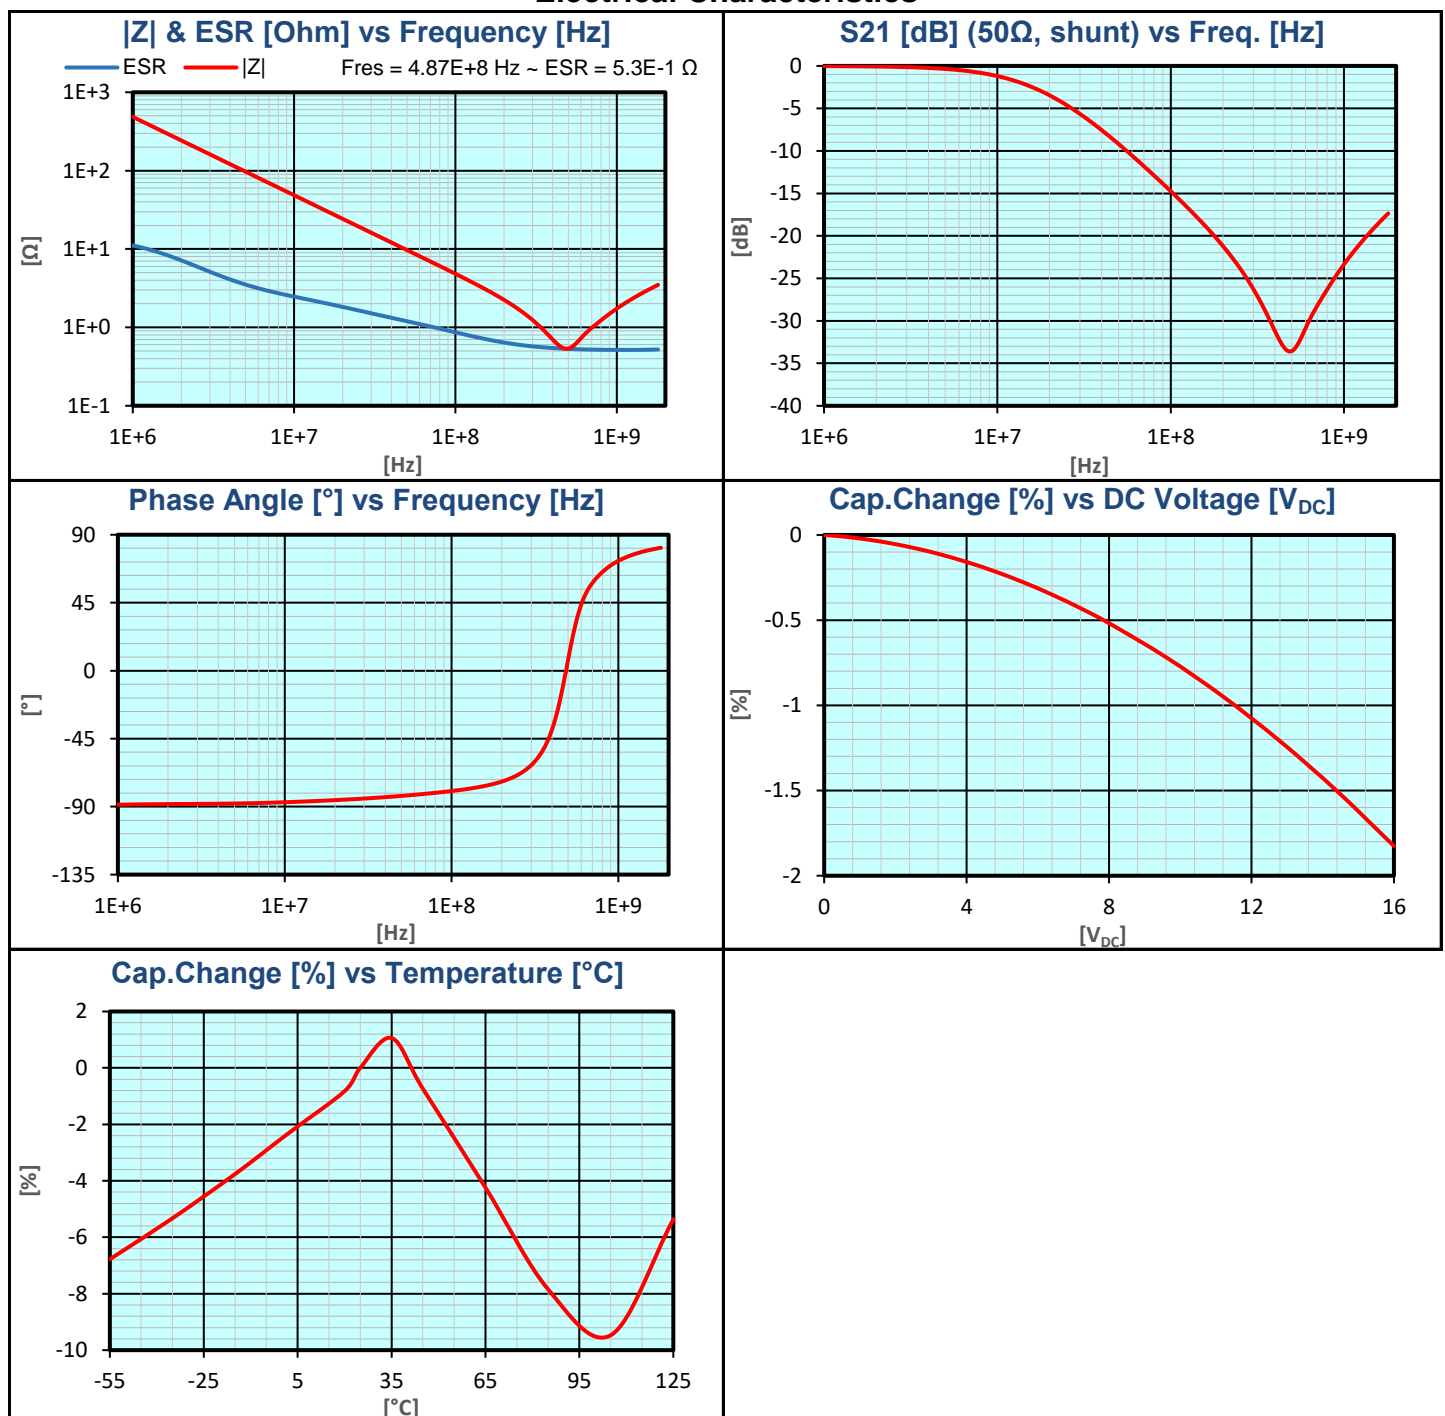 Electrical Characteristics
|Z| & ESR [Ohm] vs Frequency [Hz]
ESR |Z| Fres = 4.87E+8 Hz ~ ESR = 5.3E-1 Ω
1E+3
1E+2
1E+1
1E+0
1E-1
[Ω]
1E+6 1E+7 1E+8 1E+9
[Hz]
S21 [dB] (50Ω, shunt) vs Freq. [Hz]
0
-5
-10
-15
-20
-25
-30
-35
-40
[dB]
1E+6 1E+7 1E+8 1E+9
[Hz]
Phase Angle [°] vs Frequency [Hz]
90
45
0
-45
-90
-135
[°]
1E+6 1E+7 1E+8 1E+9
[Hz]
Cap.Change [%] vs DC Voltage [VDC]
0
-0.5
-1
-1.5
-2
[%]
0 4 8 12 16
[VDC]
Cap.Change [%] vs Temperature [°C]
2
0
-2
-4
-6
-8
-10
[%]
-55 -25 5 35 65 95 125
[°C]